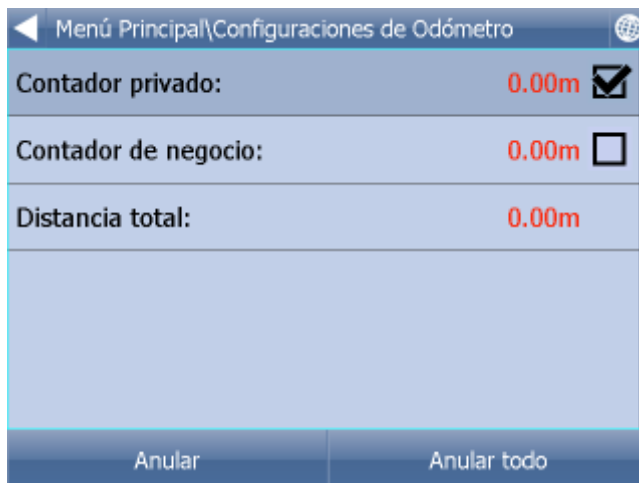 Menú Principal\Configuraciones de Odómetro
Contador privado: 0.00m
Contador de negocio: 0.00m
Distancia total: 0.00m
Anular Anular todo